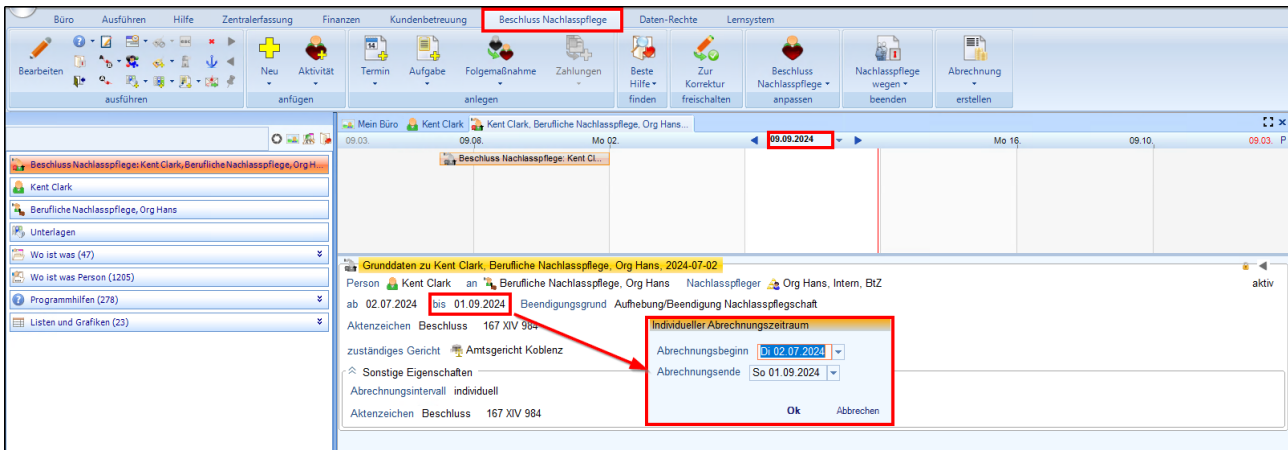 Büro Ausführen Hilfe Zentralerfassung Finanzen Kundenbetreuung Beschluss Nachlasspflege Daten-Rechte Lernsystem
Bearbeiten Neu Aktivität Termin Aufgabe Folgemaßnahme Zahlungen Beste Hilfe Zur Korrektur Beschluss Nachlasspflege Nachlasspflege wegen Abrechnung
ausführen anfügen anlegen finden freischalten anpassen beenden erstellen
Mein Büro Kent Clark Kent Clark, Berufliche Nachlasspflege, Org Hans...
09.03. 09.08. Mo 02. 09.09.2024 Mo 16. 09.10. 09.03. P
Beschluss Nachlasspflege: Kent Cl...
Beschluss Nachlasspflege: Kent Clark, Berufliche Nachlasspflege, Org H...
Kent Clark
Berufliche Nachlasspflege, Org Hans
Unterlagen
Wo ist was (47)
Wo ist was Person (1205)
Programmhilfen (278)
Listen und Grafiken (23)
Grunddaten zu Kent Clark, Berufliche Nachlasspflege, Org Hans, 2024-07-02
Person Kent Clark an Berufliche Nachlasspflege, Org Hans Nachlasspfleger Org Hans, Intern, BtZ aktiv
ab 02.07.2024 bis 01.09.2024 Beendigungsgrund Aufhebung/Beendigung Nachlasspflegschaft
Aktenzeichen Beschluss 167 XIV 984
zuständiges Gericht Amtsgericht Koblenz
Sonstige Eigenschaften
Abrechnungsintervall individuell
Aktenzeichen Beschluss 167 XIV 984
Individueller Abrechnungszeitraum
Abrechnungsbeginn Di 02.07.2024
Abrechnungsende So 01.09.2024
Ok Abbrechen